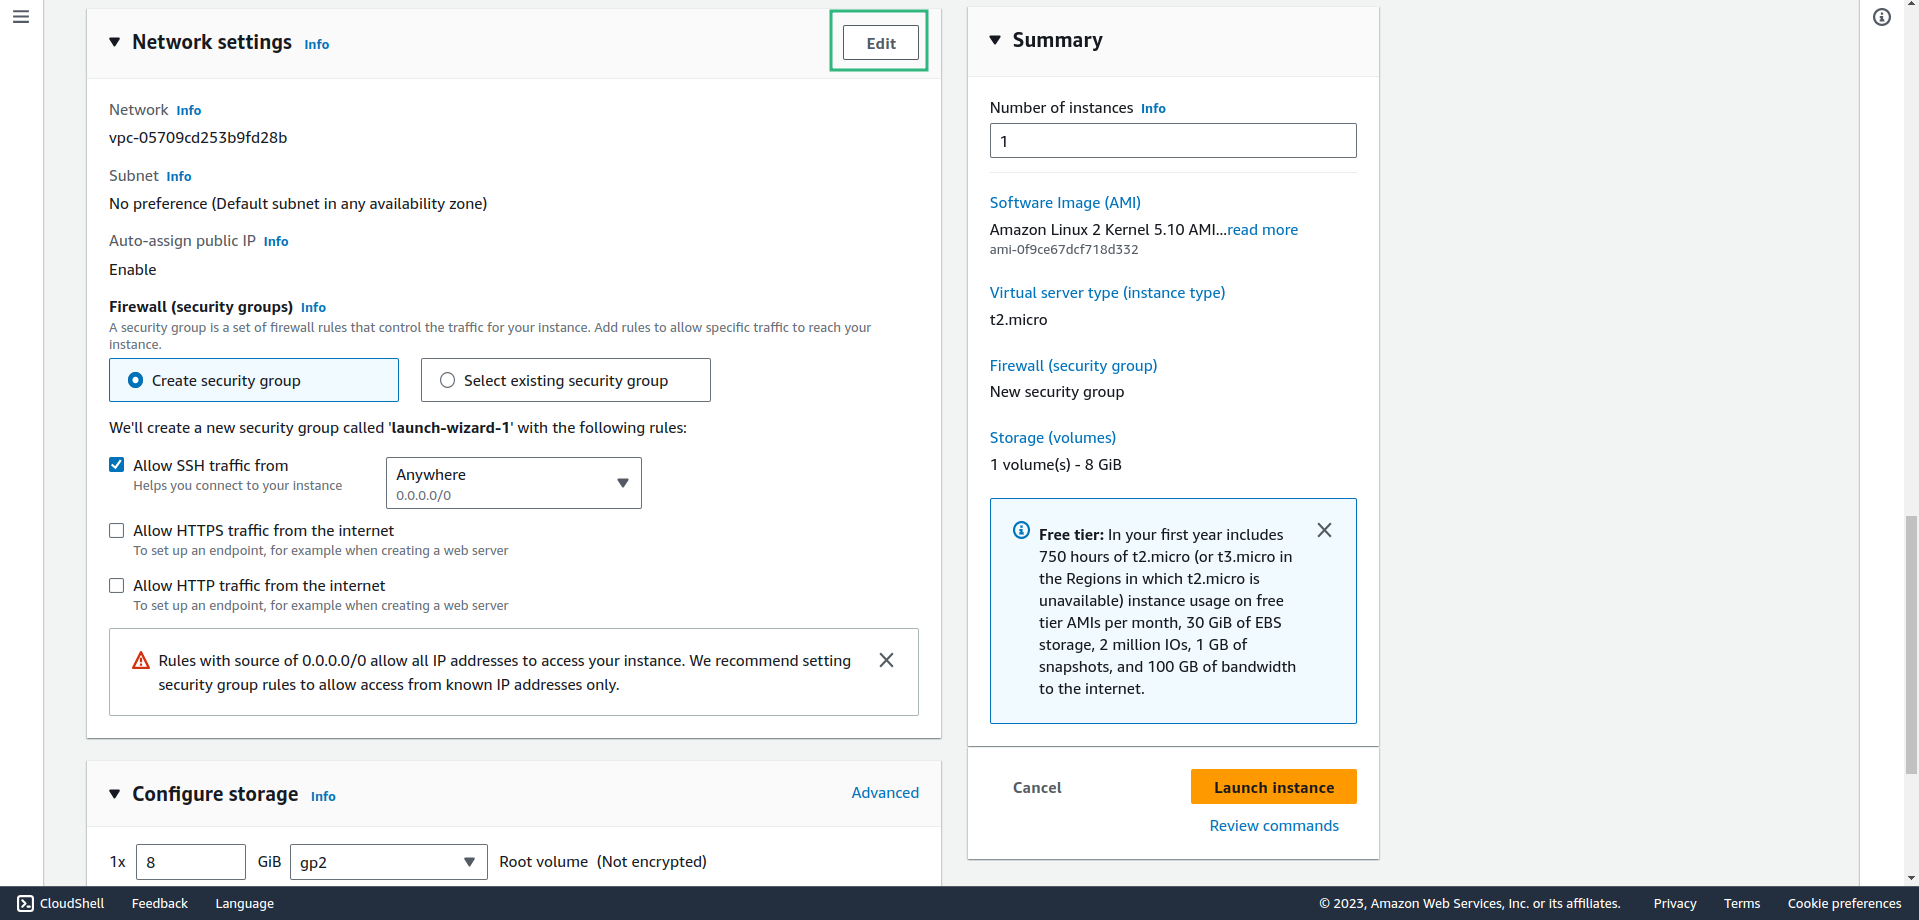 Network settings Info
Edit
Network Info
vpc-05709cd253b9fd28b
Subnet Info
No preference (Default subnet in any availability zone)
Auto-assign public IP Info
Enable
Firewall (security groups) Info
A security group is a set of firewall rules that control the traffic for your instance. Add rules to allow specific traffic to reach your
instance.
Create security group
Select existing security group
We'll create a new security group called 'launch-wizard-1' with the following rules:
Allow SSH traffic from
Helps you connect to your instance
Anywhere
0.0.0.0/0
Allow HTTPS traffic from the internet
To set up an endpoint, for example when creating a web server
Allow HTTP traffic from the internet
To set up an endpoint, for example when creating a web server
Rules with source of 0.0.0.0/0 allow all IP addresses to access your instance. We recommend setting
security group rules to allow access from known IP addresses only.
Configure storage Info
Advanced
1x 8 GiB gp2 Root volume (Not encrypted)
Summary
Number of instances Info
1
Software Image (AMI)
Amazon Linux 2 Kernel 5.10 AMI...read more
ami-0f9ce67dcf718d332
Virtual server type (instance type)
t2.micro
Firewall (security group)
New security group
Storage (volumes)
1 volume(s) - 8 GiB
Free tier: In your first year includes
750 hours of t2.micro (or t3.micro in
the Regions in which t2.micro is
unavailable) instance usage on free
tier AMIs per month, 30 GiB of EBS
storage, 2 million IOs, 1 GB of
snapshots, and 100 GB of bandwidth
to the internet.
Cancel
Launch instance
Review commands
CloudShell Feedback Language
© 2023, Amazon Web Services, Inc. or its affiliates. Privacy Terms Cookie preferences